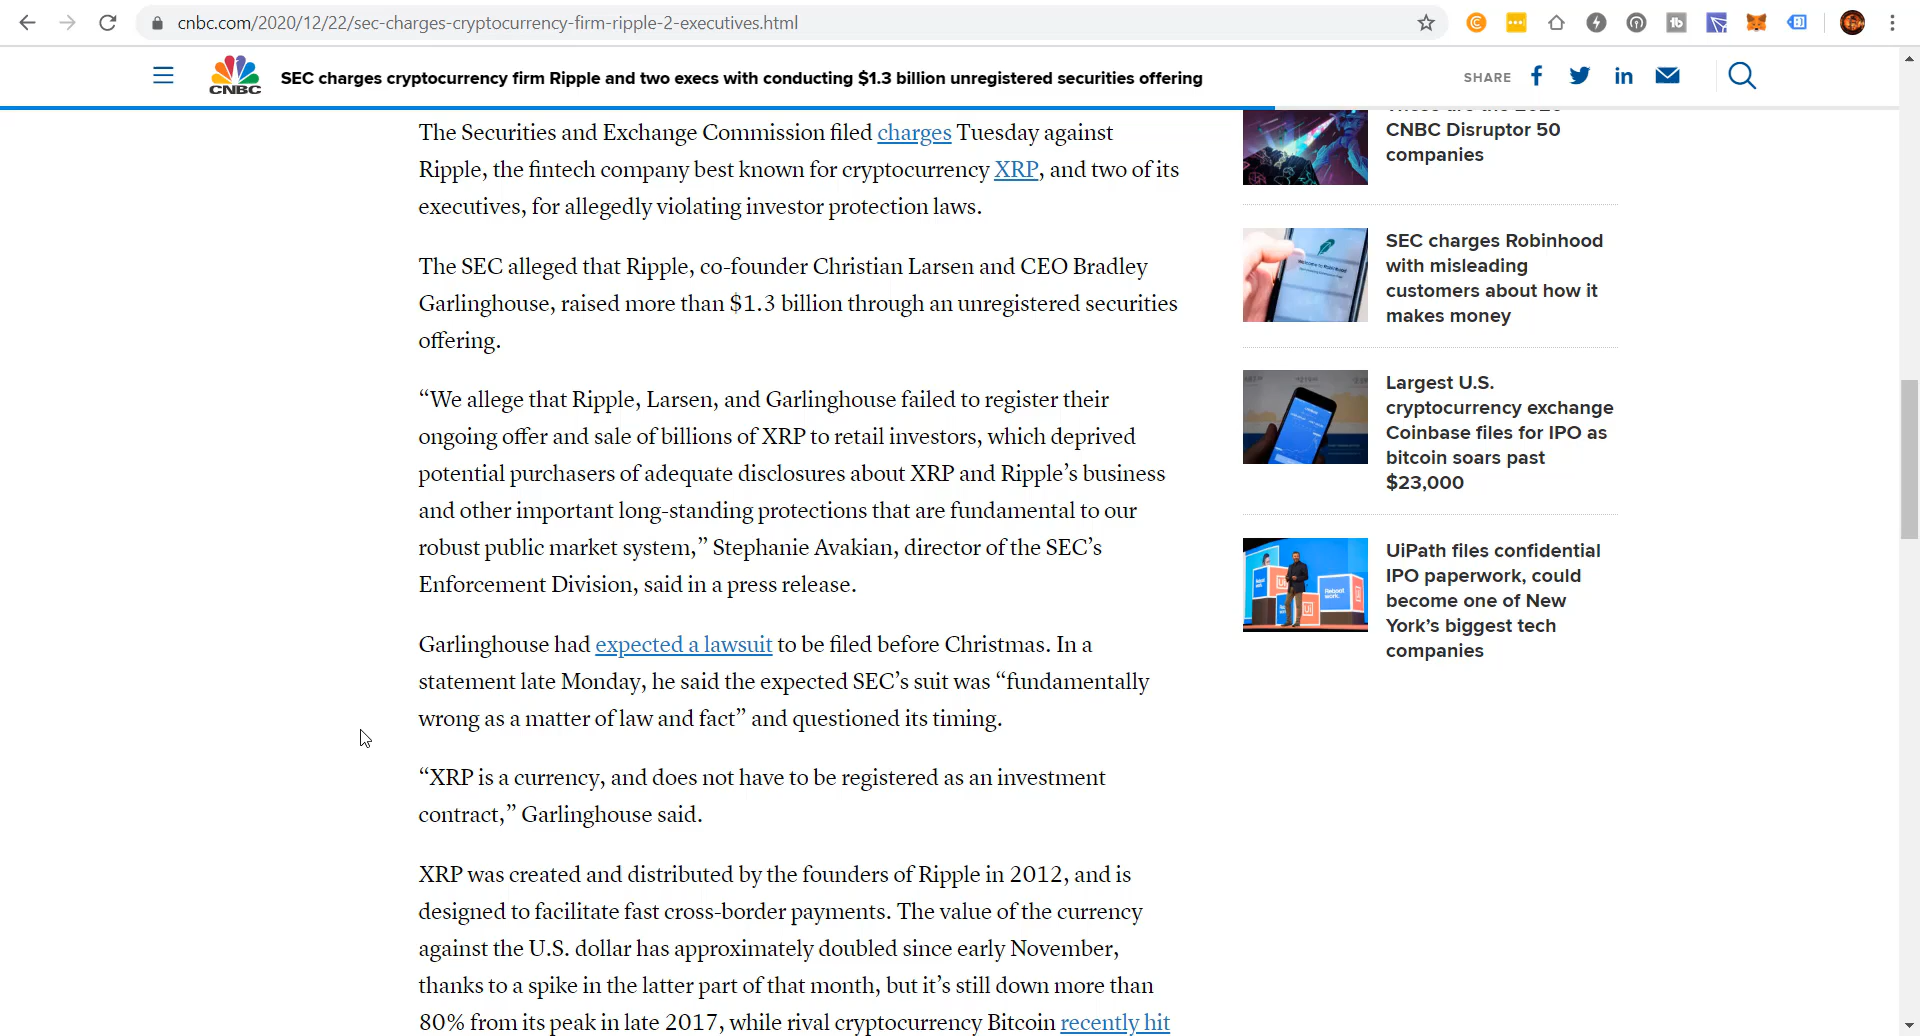 cnbc.com/2020/12/22/sec-charges-cryptocurrency-firm-ripple-2-executives.html
CNBC
SEC charges cryptocurrency firm Ripple and two execs with conducting $1.3 billion unregistered securities offering
SHARE
The Securities and Exchange Commission filed charges Tuesday against
Ripple, the fintech company best known for cryptocurrency XRP, and two of its
executives, for allegedly violating investor protection laws.
The SEC alleged that Ripple, co-founder Christian Larsen and CEO Bradley
Garlinghouse, raised more than $1.3 billion through an unregistered securities
offering.
“We allege that Ripple, Larsen, and Garlinghouse failed to register their
ongoing offer and sale of billions of XRP to retail investors, which deprived
potential purchasers of adequate disclosures about XRP and Ripple’s business
and other important long-standing protections that are fundamental to our
robust public market system,” Stephanie Avakian, director of the SEC’s
Enforcement Division, said in a press release.
Garlinghouse had expected a lawsuit to be filed before Christmas. In a
statement late Monday, he said the expected SEC’s suit was “fundamentally
wrong as a matter of law and fact” and questioned its timing.
“XRP is a currency, and does not have to be registered as an investment
contract,” Garlinghouse said.
XRP was created and distributed by the founders of Ripple in 2012, and is
designed to facilitate fast cross-border payments. The value of the currency
against the U.S. dollar has approximately doubled since early November,
thanks to a spike in the latter part of that month, but it’s still down more than
80% from its peak in late 2017, while rival cryptocurrency Bitcoin recently hit
CNBC Disruptor 50
companies
SEC charges Robinhood
with misleading
customers about how it
makes money
Largest U.S.
cryptocurrency exchange
Coinbase files for IPO as
bitcoin soars past
$23,000
UiPath files confidential
IPO paperwork, could
become one of New
York’s biggest tech
companies